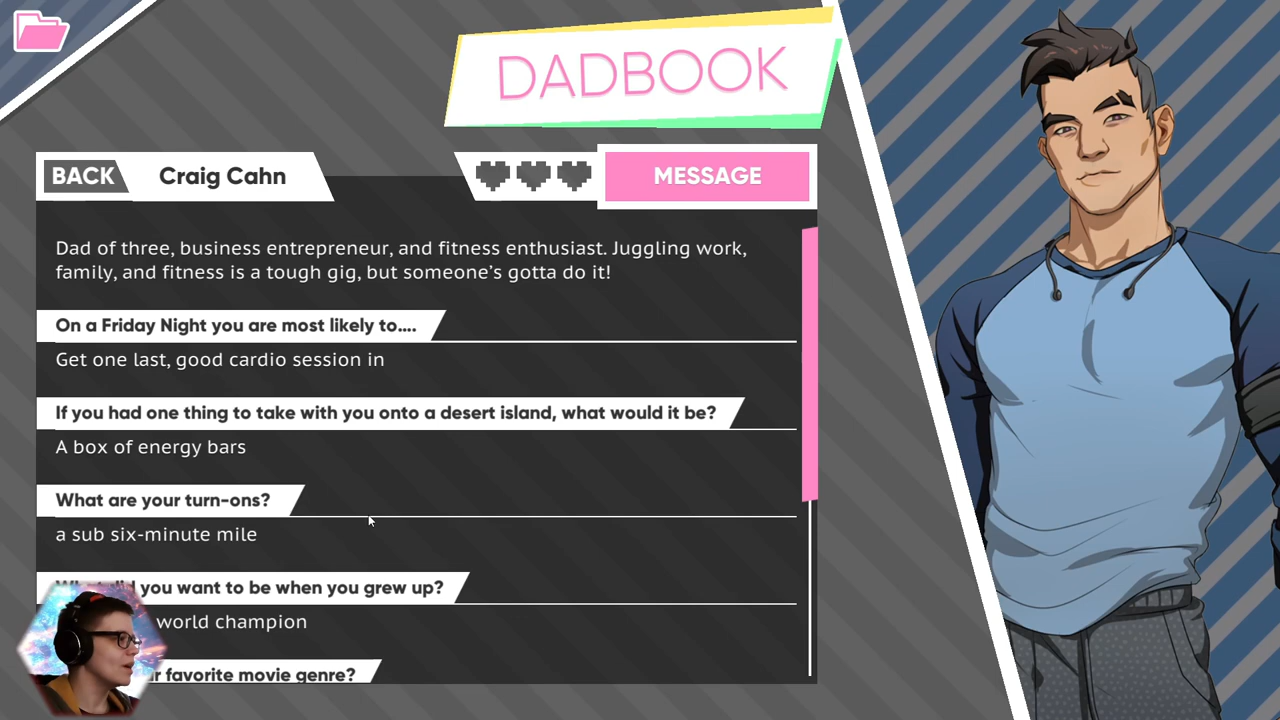 DADBOOK
BACK
Craig Cahn
MESSAGE
Dad of three, business entrepreneur, and fitness enthusiast. Juggling work,
family, and fitness is a tough gig, but someone's gotta do it!
On a Friday Night you are most likely to....
Get one last, good cardio session in
If you had one thing to take with you onto a desert island, what would it be?
A box of energy bars
What are your turn-ons?
a sub six-minute mile
you want to be when you grew up?
world champion
favorite movie genre?